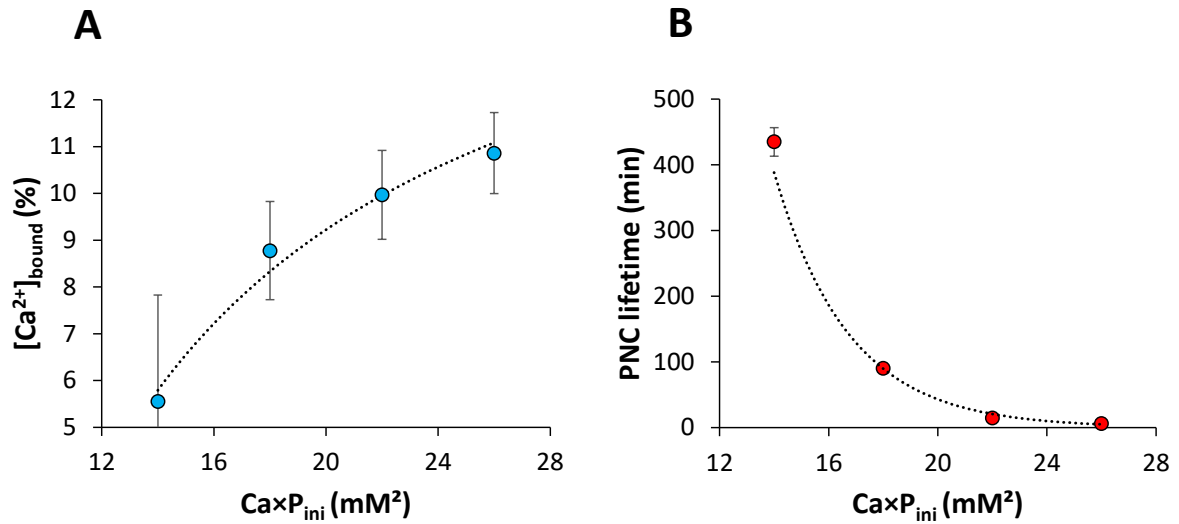 A
12
11
10
9
8
7
6
5
[Ca²⁺]bound (%)
12 16 20 24 28
Ca×Pini (mM²)
B
500
400
300
200
100
0
PNC lifetime (min)
12 16 20 24 28
Ca×Pini (mM²)